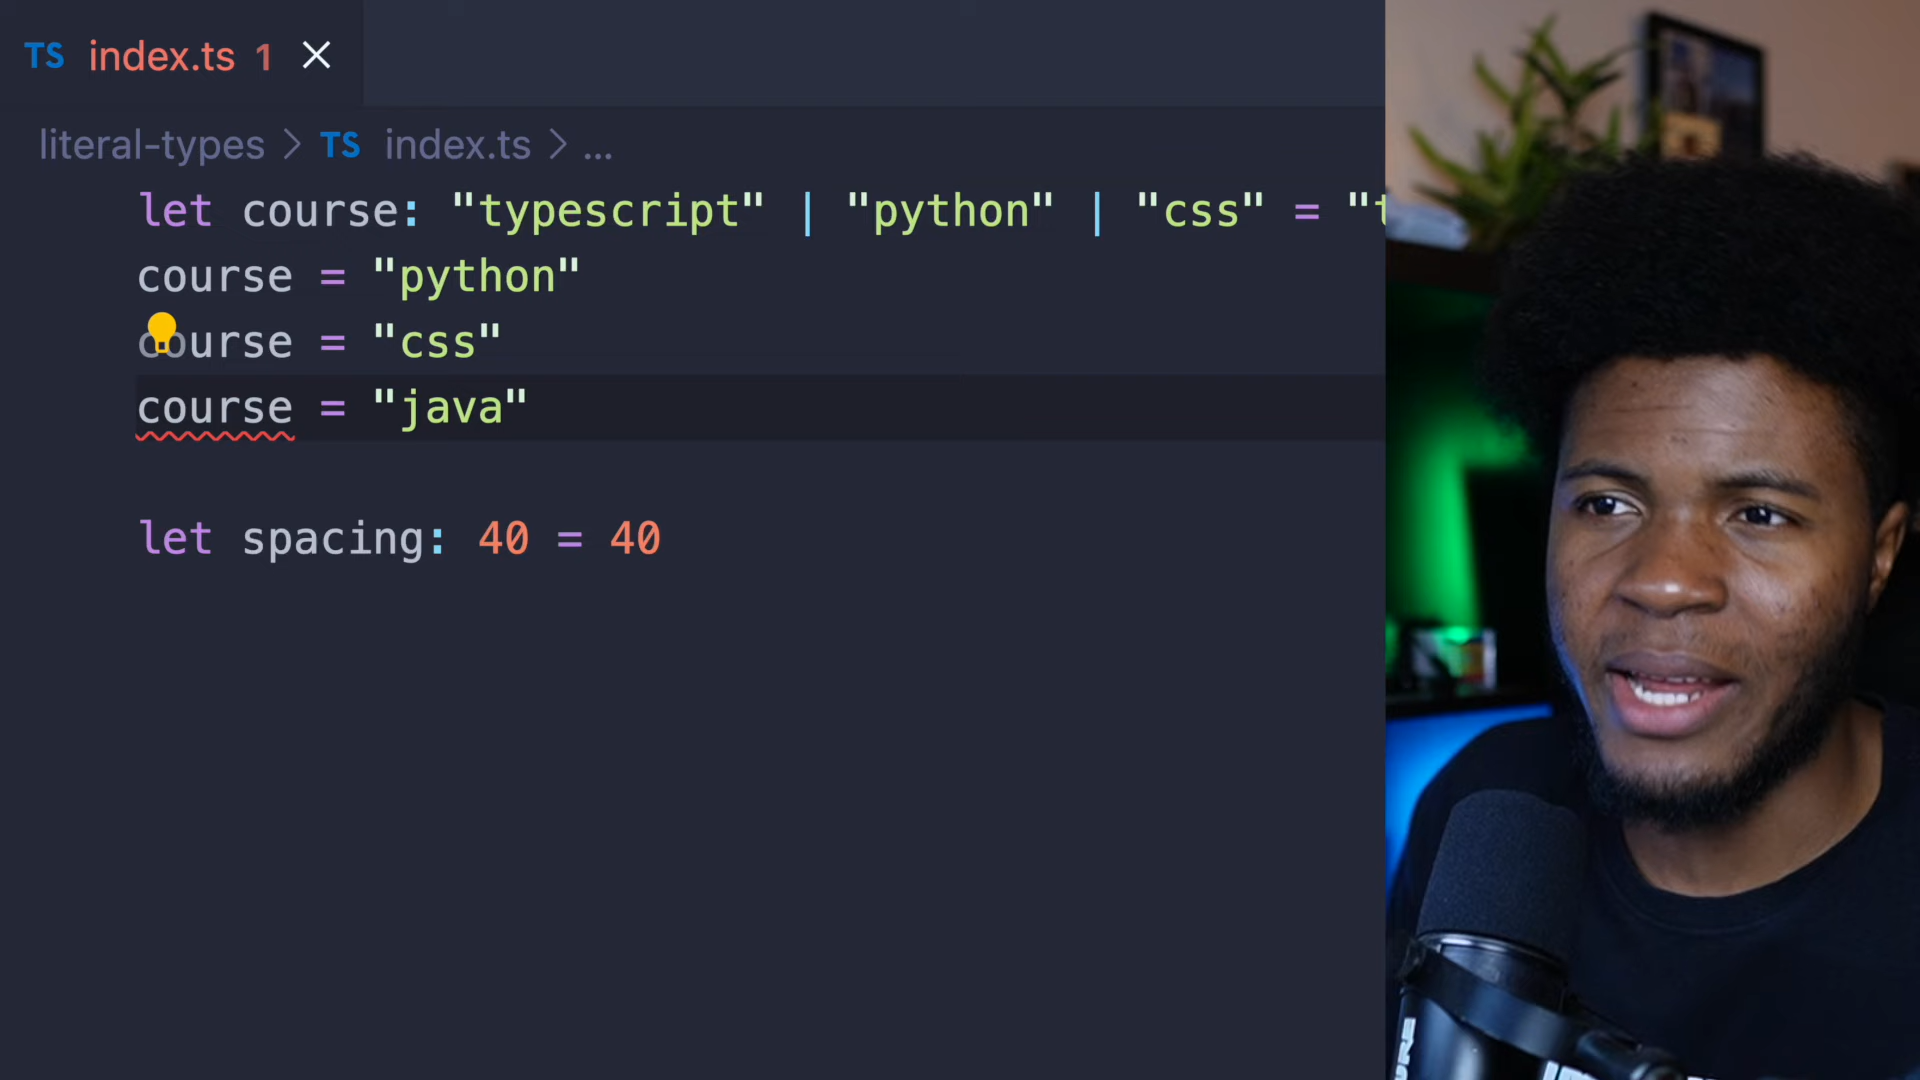 TS index.ts 1
literal-types > TS index.ts > ...
let course: "typescript" | "python" | "css" = "t
course = "python"
course = "css"
course = "java"
let spacing: 40 = 40